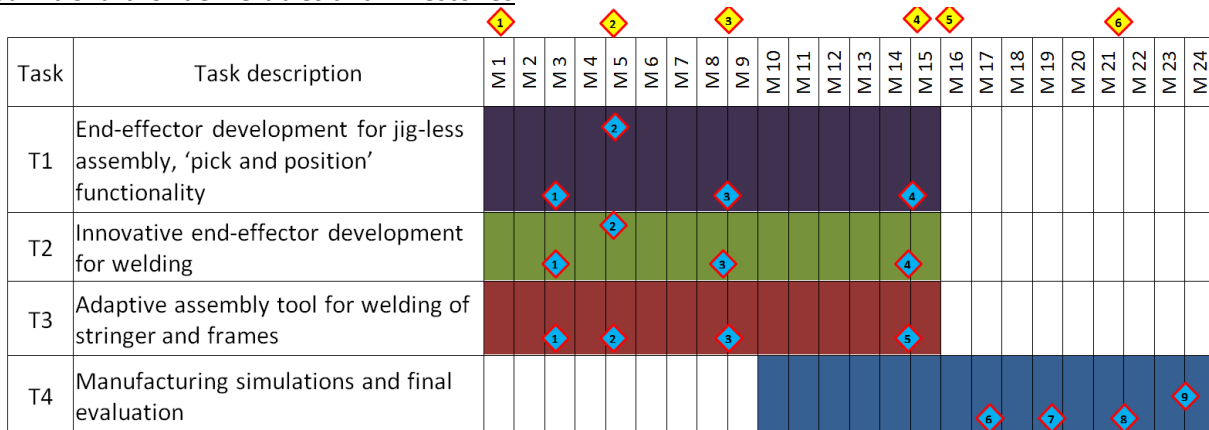 1 2 3 4 5 6
Task Task description M 1 M 2 M 3 M 4 M 5 M 6 M 7 M 8 M 9 M 10 M 11 M 12 M 13 M 14 M 15 M 16 M 17 M 18 M 19 M 20 M 21 M 22 M 23 M 24
T1 End-effector development for jig-less
assembly, ‘pick and position’
functionality
2
1 3 4
T2 Innovative end-effector development
for welding
2
1 3 4
T3 Adaptive assembly tool for welding of
stringer and frames
1 2 3 5
T4 Manufacturing simulations and final
evaluation
9
6 7 8